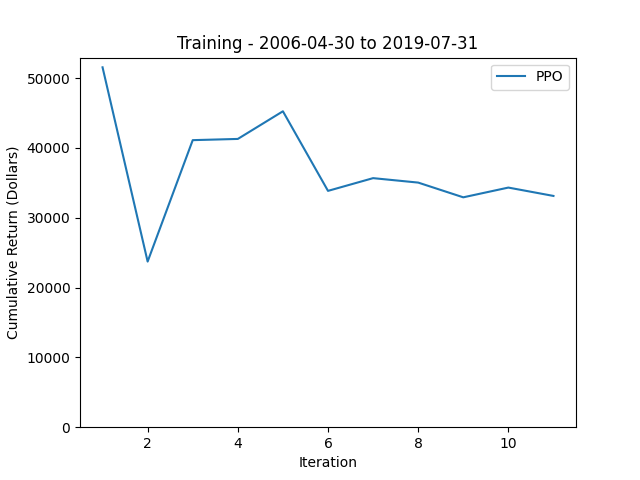 Training - 2006-04-30 to 2019-07-31
PPO
Cumulative Return (Dollars)
50000
40000
30000
20000
10000
0
2 4 6 8 10
Iteration